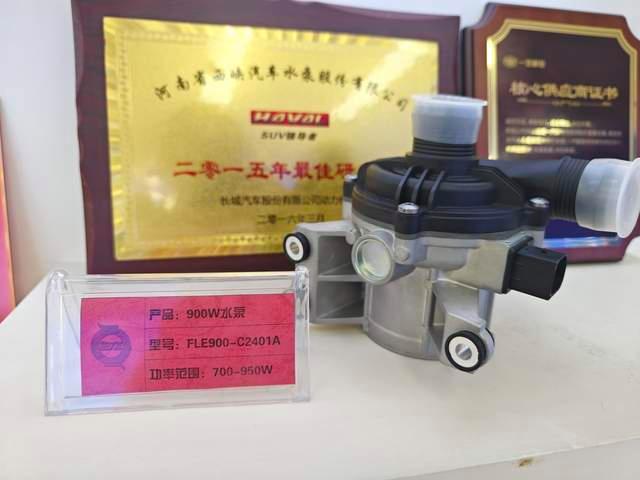 河南省西峡汽车水泵股份有限公司
HAVAL
SUV领导者
二零一五年最佳研
长城汽车股份有限公司动力
二零一六年三月
核心供应商证书
产品：900W水泵
型号：FLE900-C2401A
功率范围：700-950W